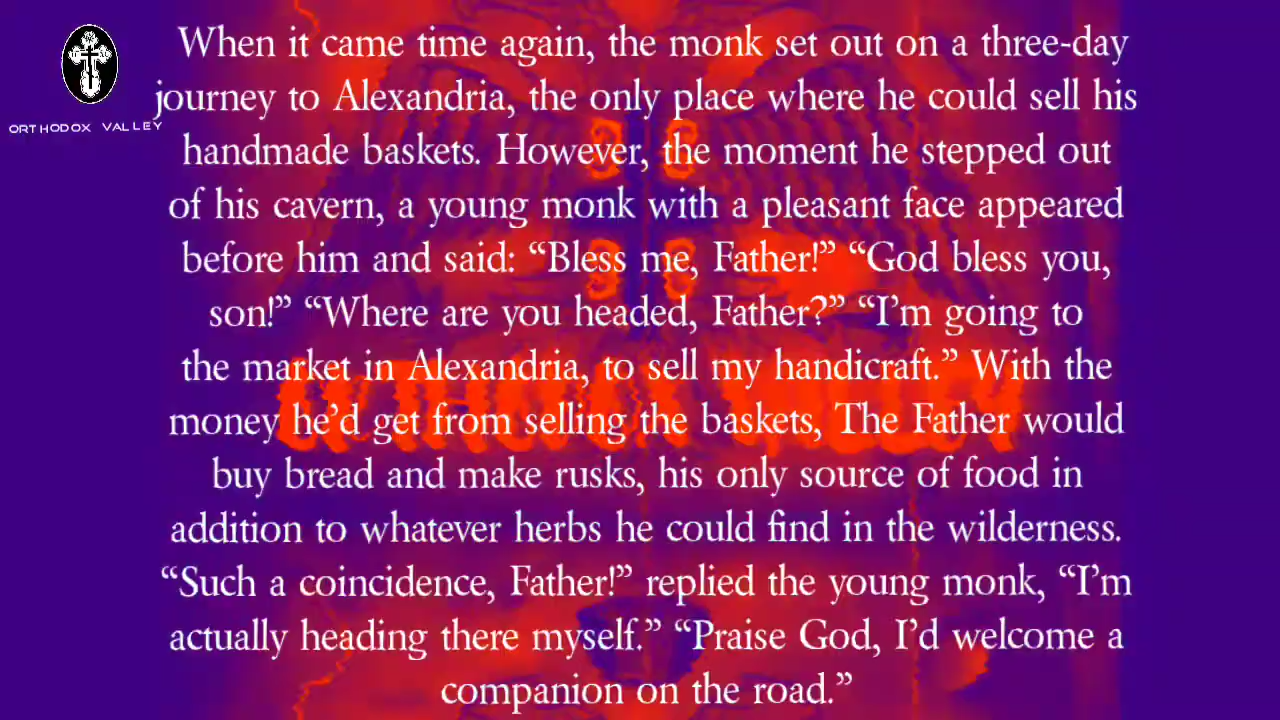 When it came time again, the monk set out on a three-day
journey to Alexandria, the only place where he could sell his
ORTHODOX VALLEY
handmade baskets. However, the moment he stepped out
of his cavern, a young monk with a pleasant face appeared
before him and said: “Bless me, Father!” “God bless you,
son!” “Where are you headed, Father?” “I’m going to
the market in Alexandria, to sell my handicraft.” With the
money he’d get from selling the baskets, The Father would
buy bread and make rusks, his only source of food in
addition to whatever herbs he could find in the wilderness.
“Such a coincidence, Father!” replied the young monk, “I’m
actually heading there myself.” “Praise God, I’d welcome a
companion on the road.”